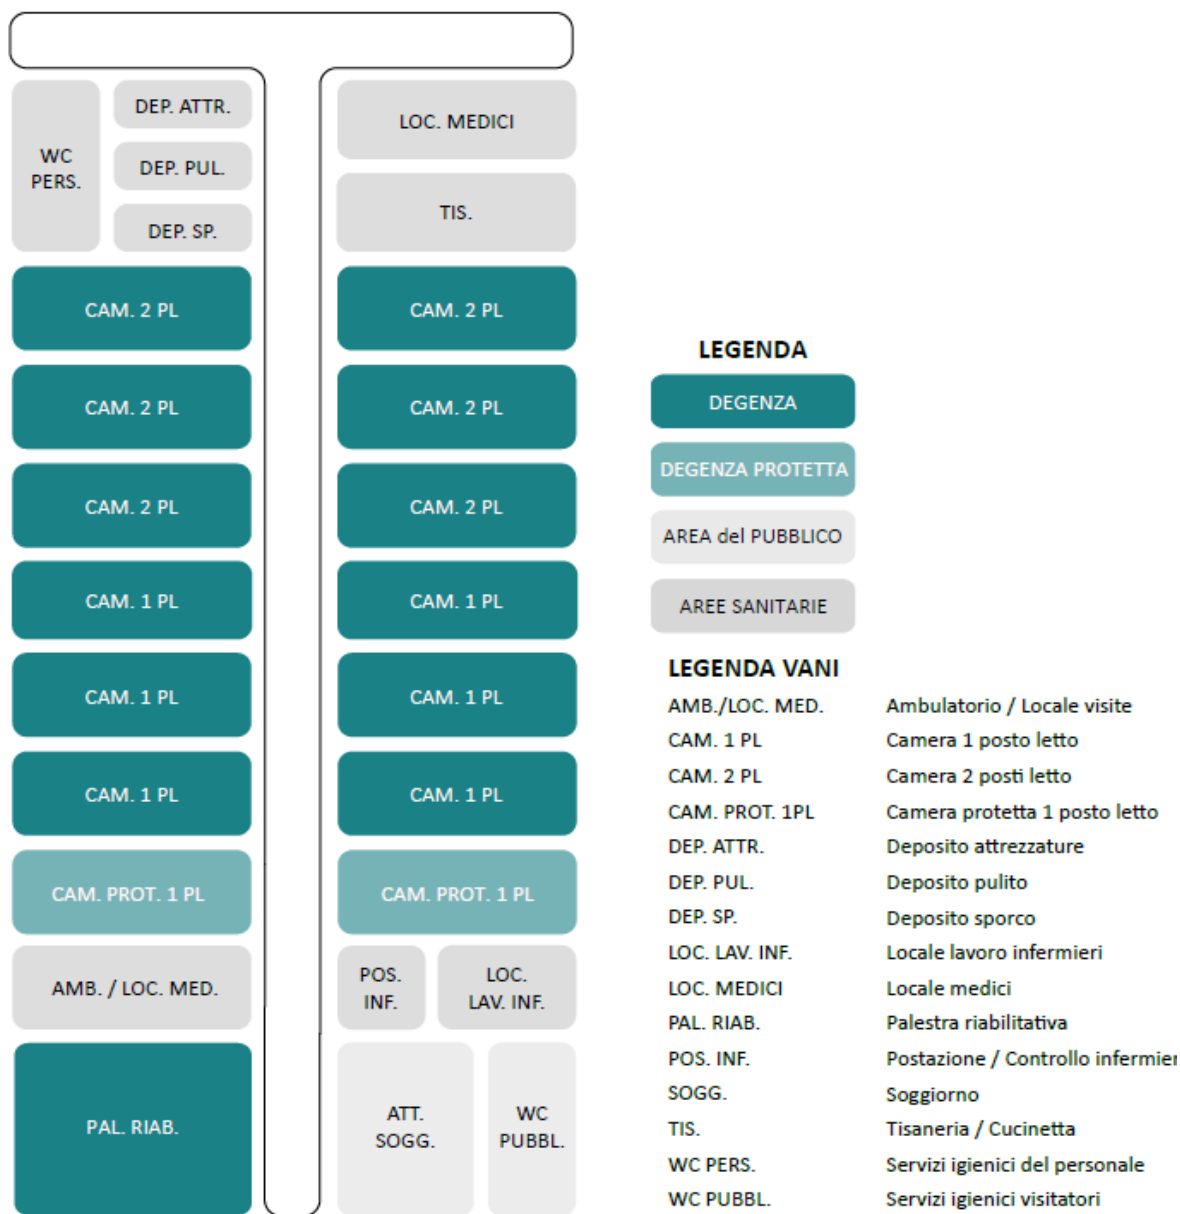 WC
PERS.
DEP. ATTR.
DEP. PUL.
DEP. SP.
CAM. 2 PL
CAM. 2 PL
CAM. 2 PL
CAM. 1 PL
CAM. 1 PL
CAM. 1 PL
CAM. PROT. 1 PL
AMB. / LOC. MED.
PAL. RIAB.
LOC. MEDICI
TIS.
CAM. 2 PL
CAM. 2 PL
CAM. 2 PL
CAM. 1 PL
CAM. 1 PL
CAM. 1 PL
CAM. PROT. 1 PL
POS.
INF.
LOC.
LAV. INF.
ATT.
SOGG.
WC
PUBBL.
LEGENDA
DEGENZA
DEGENZA PROTETTA
AREA del PUBBLICO
AREE SANITARIE
LEGENDA VANI
AMB./LOC. MED. Ambulatorio / Locale visite
CAM. 1 PL Camera 1 posto letto
CAM. 2 PL Camera 2 posti letto
CAM. PROT. 1PL Camera protetta 1 posto letto
DEP. ATTR. Deposito attrezzature
DEP. PUL. Deposito pulito
DEP. SP. Deposito sporco
LOC. LAV. INF. Locale lavoro infermieri
LOC. MEDICI Locale medici
PAL. RIAB. Palestra riabilitativa
POS. INF. Postazione / Controllo infermier
SOGG. Soggiorno
TIS. Tisaneria / Cucinetta
WC PERS. Servizi igienici del personale
WC PUBBL. Servizi igienici visitatori